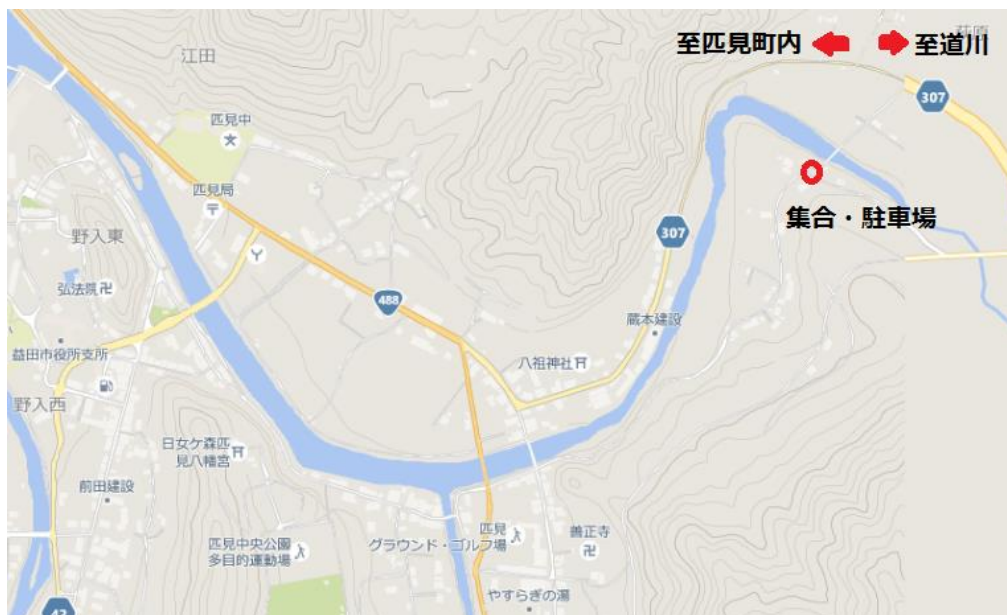 至匹見町内
至道川
萩原
307
江田
匹見中
集合・駐車場
匹見局
野入東
307
弘法院
488
蔵本建設
益田市役所支所
八祖神社
野入西
日女ケ森匹
見八幡宮
前田建設
匹見中央公園
多目的運動場
匹見
グラウンド・ゴルフ場
善正寺
やすらぎの湯
42